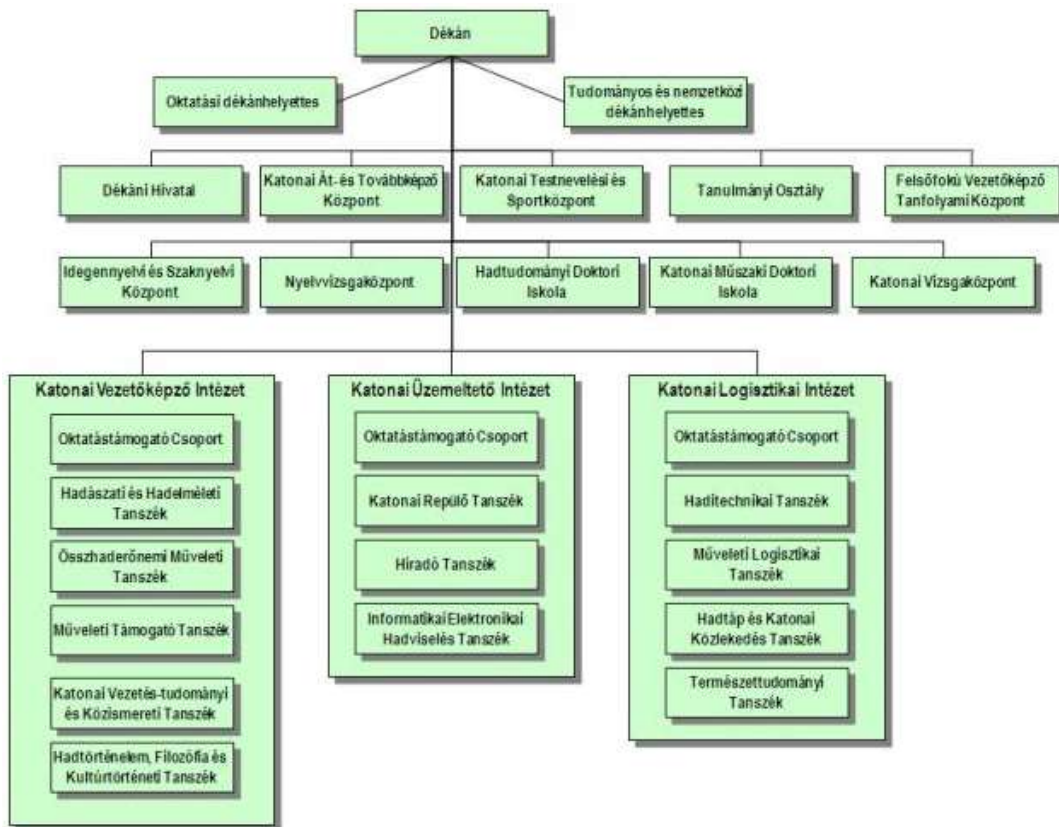 Dékán
Oktatási dékánhelyettes
Tudományos és nemzetközi
dékánhelyettes
Dékáni Hivatal
Katonai Át- és Továbbképző
Központ
Katonai Testnevelési és
Sportközpont
Tanulmányi Osztály
Felsőfokú Vezetőképző
Tanfolyami Központ
Idegennyelvi és Szaknyelvi
Központ
Nyelvvizsgaközpont
Hadtudományi Doktori
Iskola
Katonai Műszaki Doktori
Iskola
Katonai Vizsgaközpont
Katonai Vezetőképző Intézet
Oktatástámogató Csoport
Hadászati és Hadelméleti
Tanszék
Összhaderőnemi Műveleti
Tanszék
Műveleti Támogató Tanszék
Katonai Vezetés-tudományi
és Közismereti Tanszék
Hadtörténelem, Filozófia és
Kultúrtörténeti Tanszék
Katonai Üzemeltető Intézet
Oktatástámogató Csoport
Katonai Repülő Tanszék
Híradó Tanszék
Informatikai Elektronikai
Hadviselés Tanszék
Katonai Logisztikai Intézet
Oktatástámogató Csoport
Haditechnikai Tanszék
Műveleti Logisztikai
Tanszék
Hadtáp és Katonai
Közlekedés Tanszék
Természettudományi
Tanszék